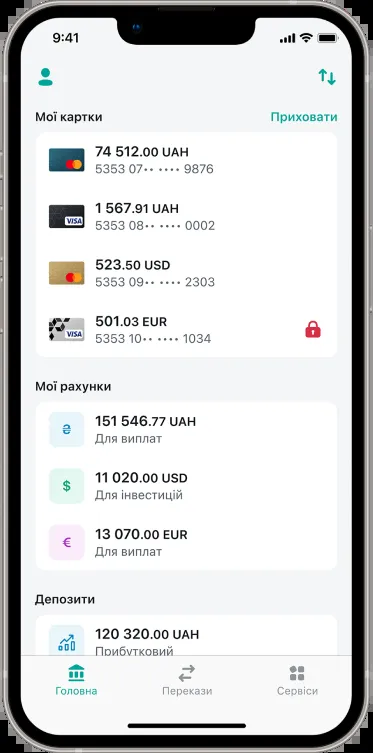 9:41
Мої картки Приховати
74 512.00 UAH
5353 07•• •••• 9876
1 567.91 UAH
VISA
5353 08•• •••• 0002
523.50 USD
5353 09•• •••• 2303
501.03 EUR
VISA
5353 10•• •••• 1034
Мої рахунки
₴
151 546.77 UAH
Для виплат
$
11 020.00 USD
Для інвестицій
€
13 070.00 EUR
Для виплат
Депозити
120 320.00 UAH
Прибутковий
Головна Перекази Сервіси